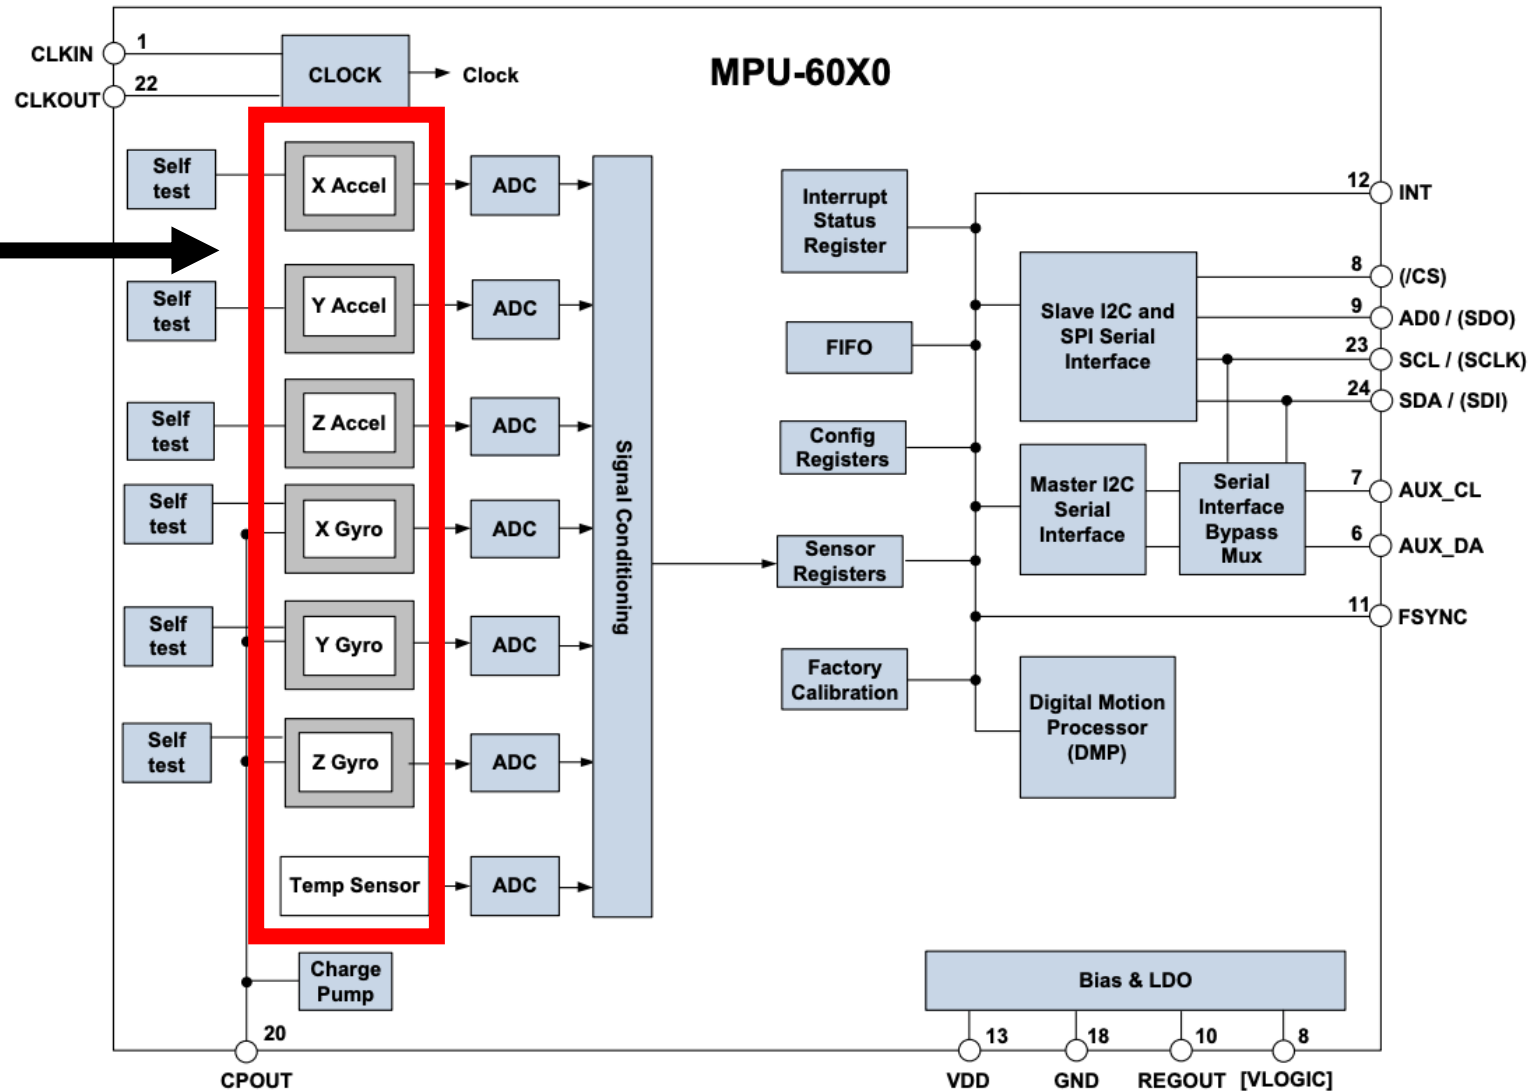 MPU-60X0
CLKIN
1
CLKOUT
22
CLOCK
Clock
Self
test
X Accel
ADC
Self
test
Y Accel
ADC
Self
test
Z Accel
ADC
Self
test
X Gyro
ADC
Self
test
Y Gyro
ADC
Self
test
Z Gyro
ADC
Temp Sensor
ADC
Charge
Pump
20
CPOUT
Signal Conditioning
Interrupt
Status
Register
FIFO
Config
Registers
Sensor
Registers
Factory
Calibration
Slave I2C and
SPI Serial
Interface
Master I2C
Serial
Interface
Serial
Interface
Bypass
Mux
Digital Motion
Processor
(DMP)
12
INT
8
(/CS)
9
AD0 / (SDO)
23
SCL / (SCLK)
24
SDA / (SDI)
7
AUX_CL
6
AUX_DA
11
FSYNC
Bias & LDO
13
VDD
18
GND
10
REGOUT
8
[VLOGIC]